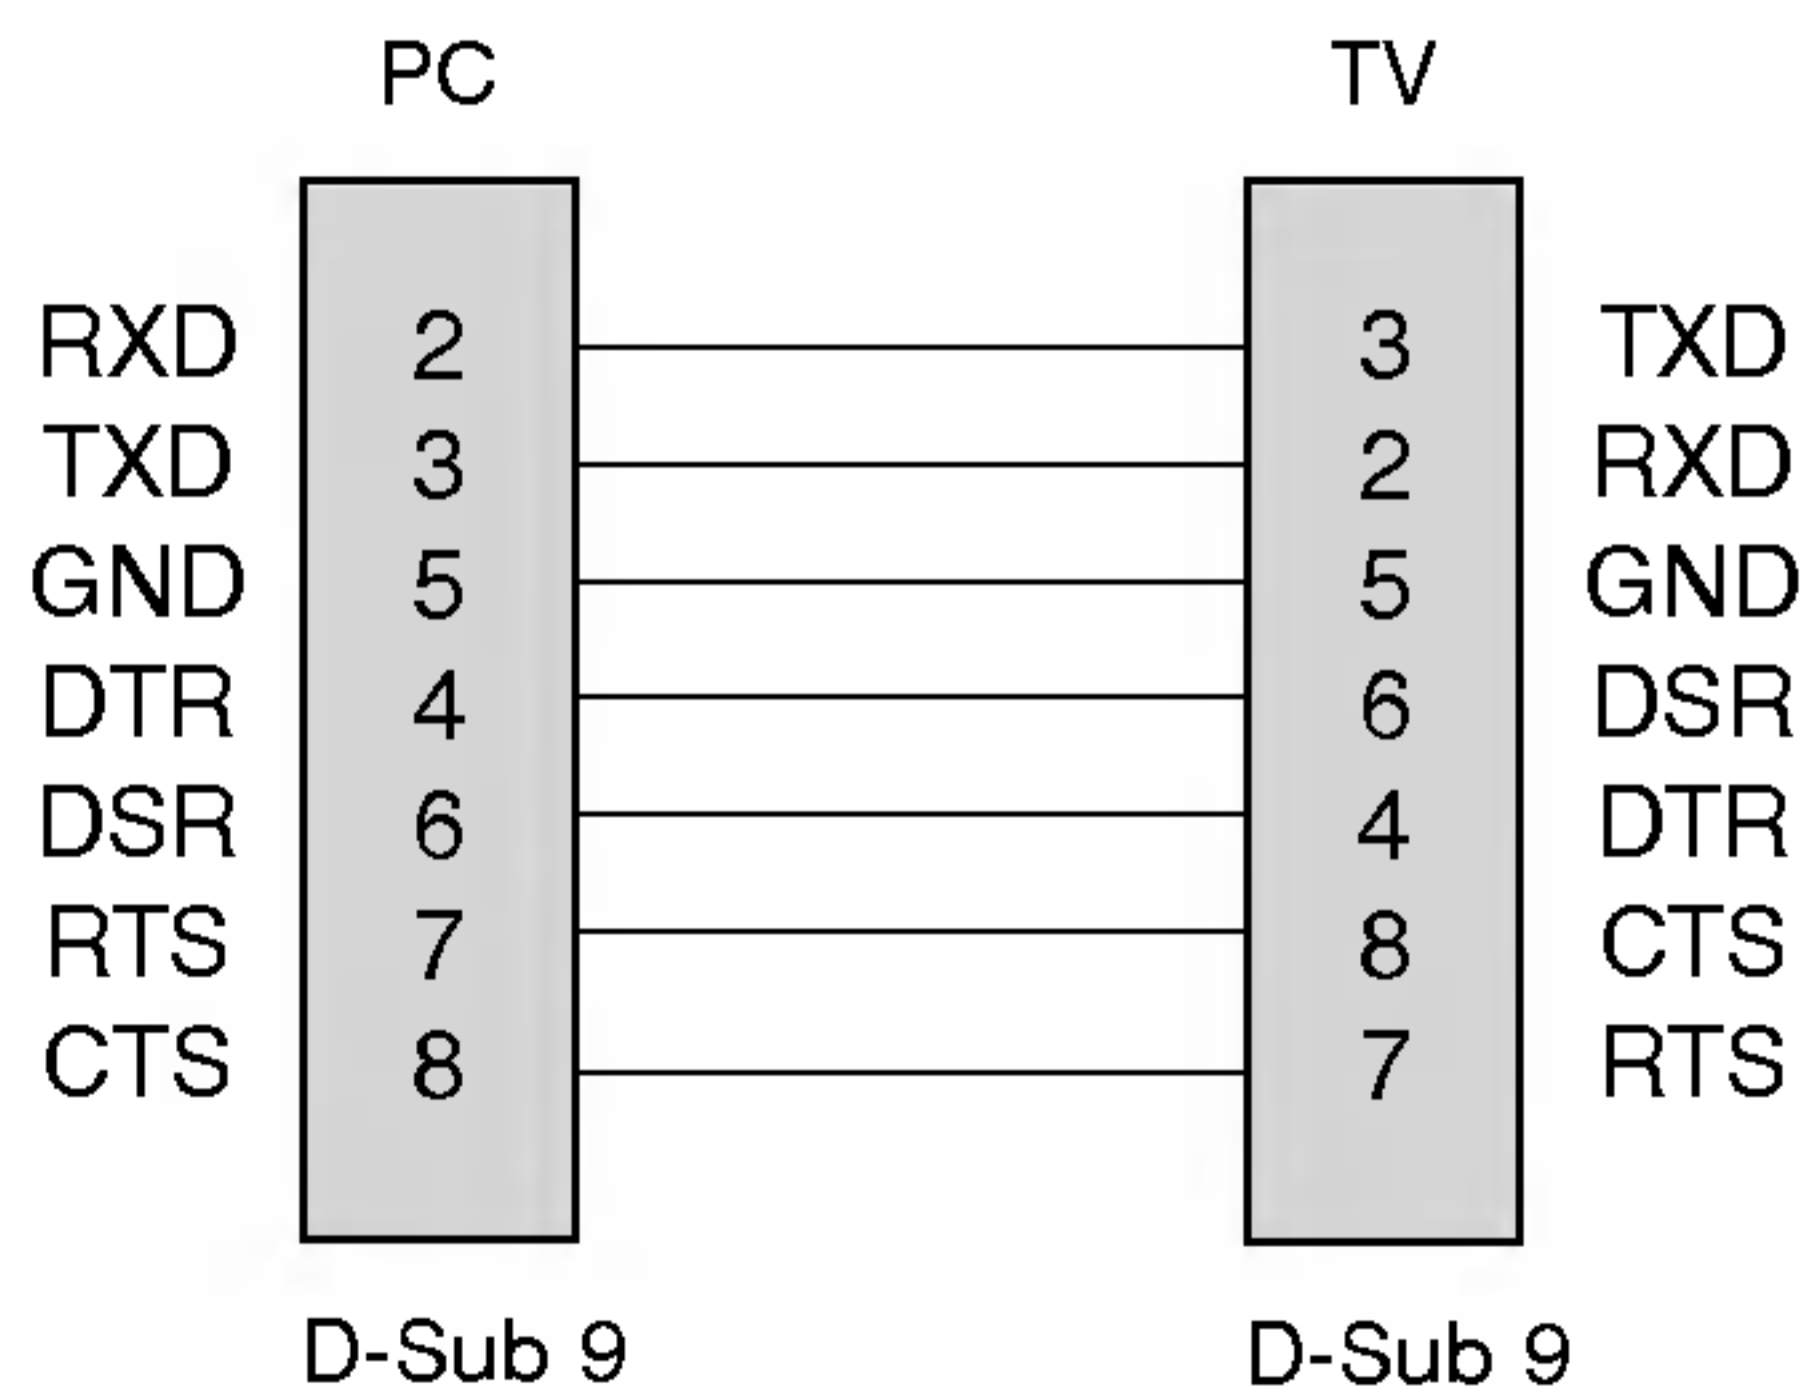 PC TV
RXD 2 3 TXD
TXD 3 2 RXD
GND 5 5 GND
DTR 4 6 DSR
DSR 6 4 DTR
RTS 7 8 CTS
CTS 8 7 RTS
D-Sub 9 D-Sub 9